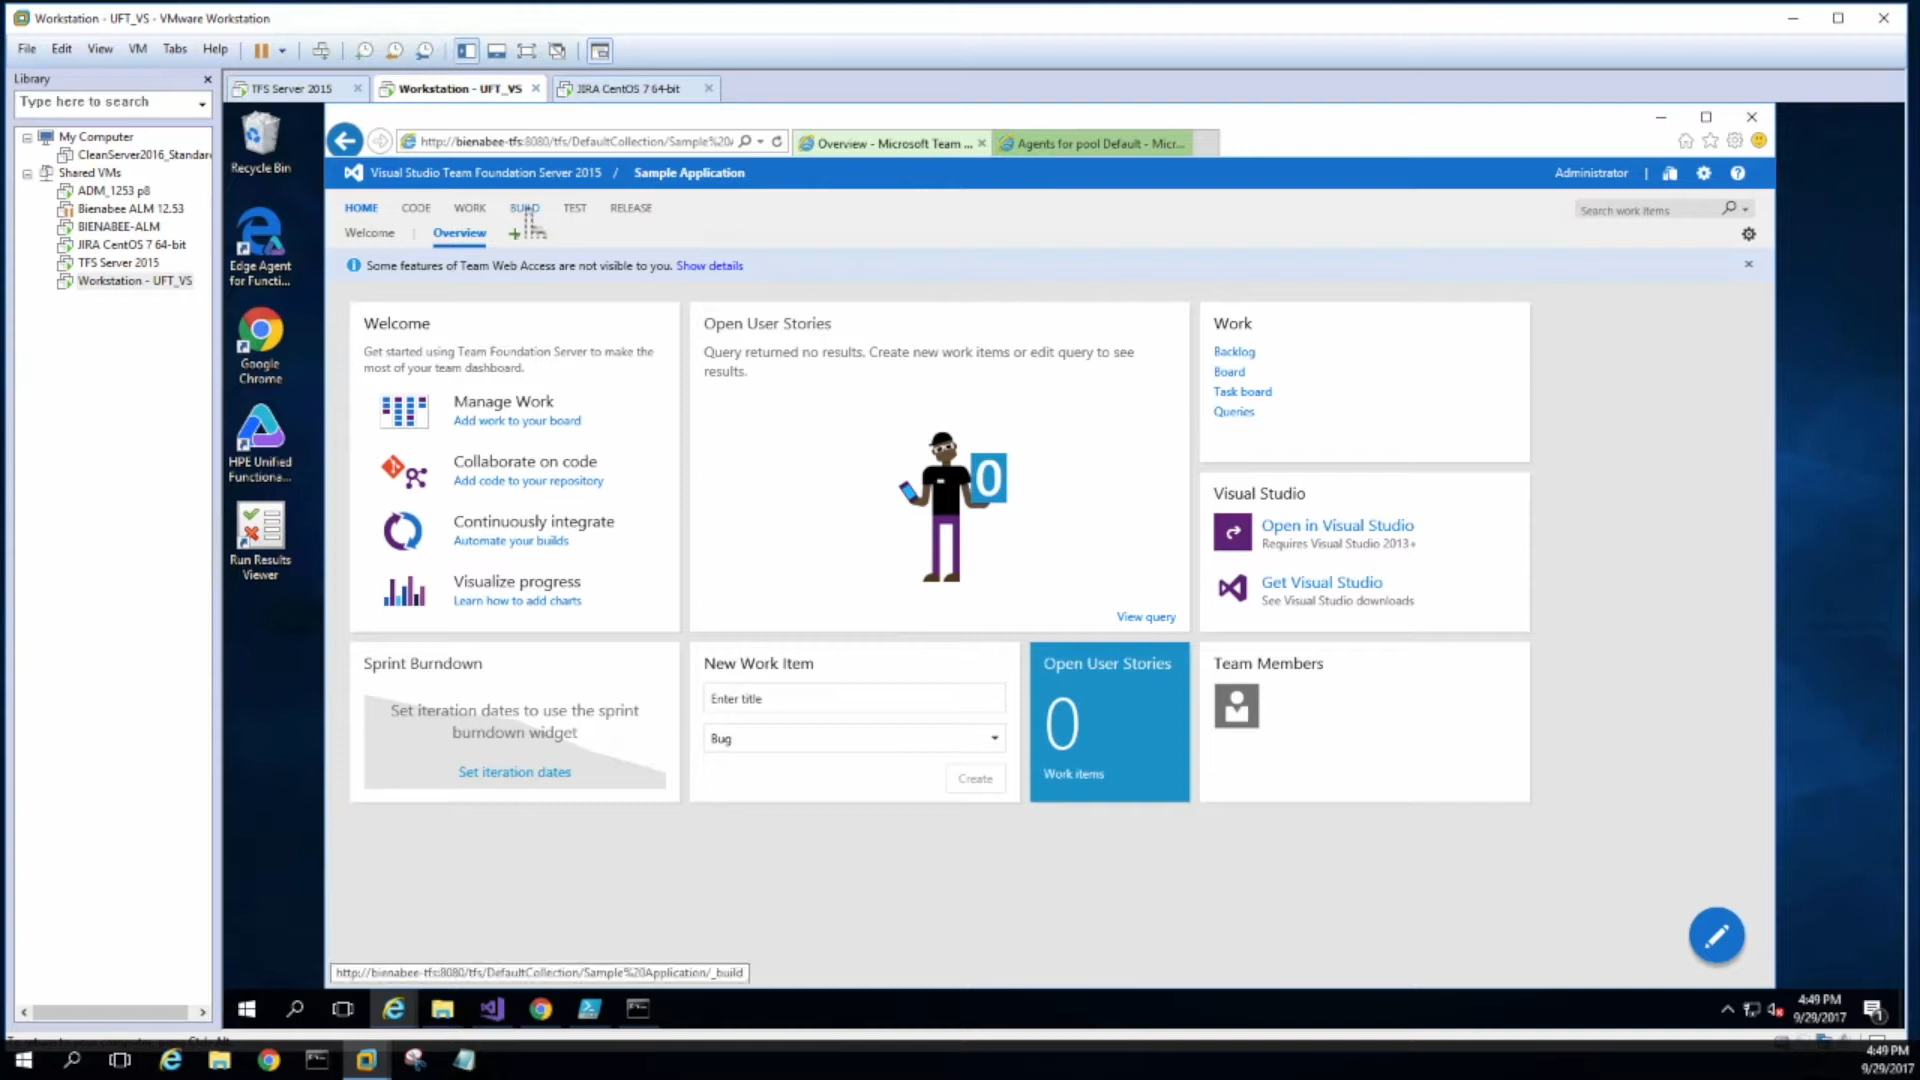 Workstation - UFT_VS - VMware Workstation
File Edit View VM Tabs Help
Library
Type here to search
My Computer
CleanServer2016_Standar
Shared VMs
ADM_1253 p8
Bienabee ALM 12.53
BIENABEE-ALM
JIRA CentOS 7 64-bit
TFS Server 2015
Workstation - UFT_VS
TFS Server 2015
Workstation - UFT_VS
JIRA CentOS 7 64-bit
Recycle Bin
Edge Agent
for Functi...
Google
Chrome
HPE Unified
Functiona...
Run Results
Viewer
http://bienabee-tfs:8080/tfs/DefaultCollection/Sample%20/
Overview - Microsoft Team ...
Agents for pool Default - Micr...
Visual Studio Team Foundation Server 2015 / Sample Application
Administrator
HOME CODE WORK BUILD TEST RELEASE
Search work items
Welcome | Overview
Some features of Team Web Access are not visible to you. Show details
Welcome
Get started using Team Foundation Server to make the
most of your team dashboard.
Manage Work
Add work to your board
Collaborate on code
Add code to your repository
Continuously integrate
Automate your builds
Visualize progress
Learn how to add charts
Open User Stories
Query returned no results. Create new work items or edit query to see
results.
0
View query
Work
Backlog
Board
Task board
Queries
Visual Studio
Open in Visual Studio
Requires Visual Studio 2013+
Get Visual Studio
See Visual Studio downloads
Sprint Burndown
Set iteration dates to use the sprint
burndown widget
Set iteration dates
New Work Item
Enter title
Bug
Create
Open User Stories
0
Work items
Team Members
http://bienabee-tfs:8080/tfs/DefaultCollection/Sample%20Application/_build
4:49 PM
9/29/2017
1
4:49 PM
9/29/2017